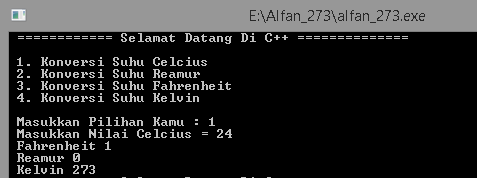 E:\Alfan_273\alfan_273.exe
============ Selamat Datang Di C++ ==============
1. Konversi Suhu Celcius
2. Konversi Suhu Reamur
3. Konversi Suhu Fahrenheit
4. Konversi Suhu Kelvin
Masukkan Pilihan Kamu : 1
Masukkan Nilai Celcius = 24
Fahrenheit 1
Reamur 0
Kelvin 273